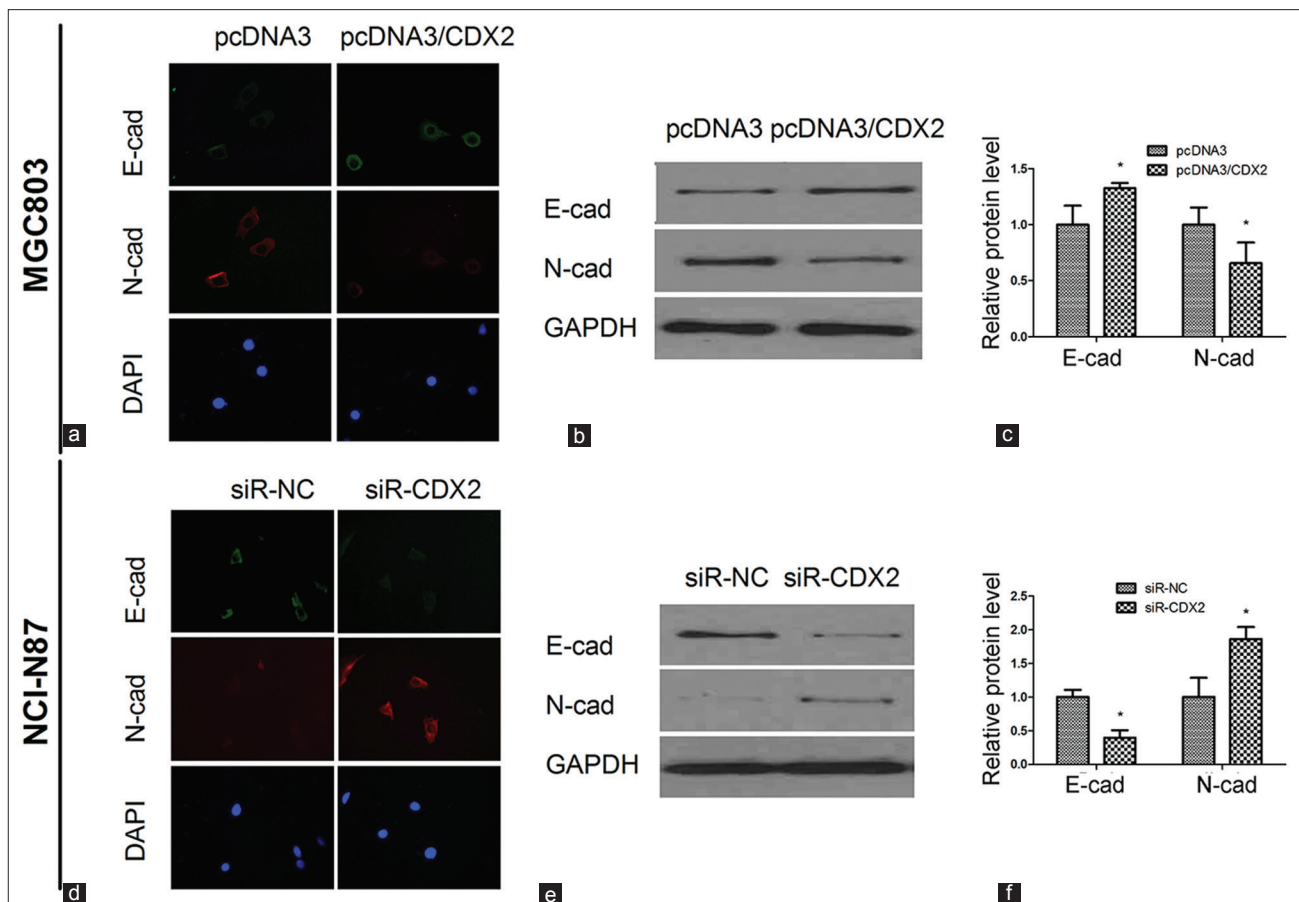 MGC803
pcDNA3 pcDNA3/CDX2
E-cad
N-cad
DAPI
a
pcDNA3 pcDNA3/CDX2
E-cad
N-cad
GAPDH
b
pcDNA3
pcDNA3/CDX2
Relative protein level
1.5
1.0
0.5
0.0
* *
E-cad N-cad
c
NCI-N87
siR-NC siR-CDX2
E-cad
N-cad
DAPI
d
siR-NC siR-CDX2
E-cad
N-cad
GAPDH
e
siR-NC
siR-CDX2
Relative protein level
2.5
2.0
1.5
1.0
0.5
0.0
* *
E-cad N-cad
f